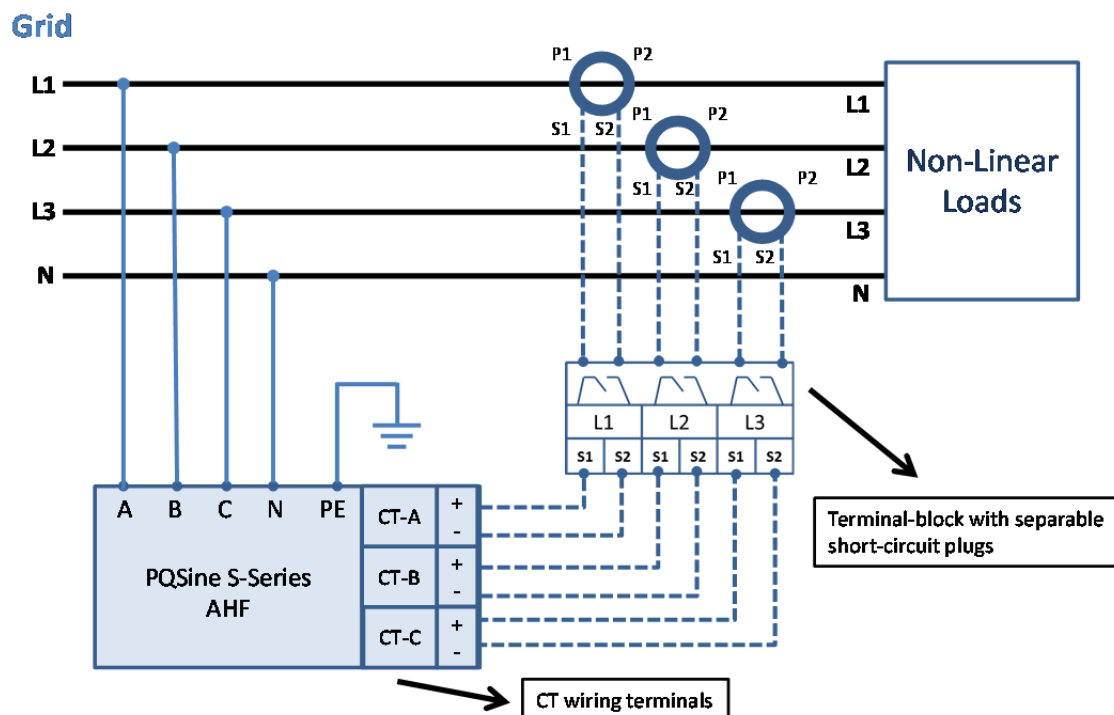 Grid
P1 P2
L1
L1
P1 P2
S1 S2
L2
L2
P1 P2
S1 S2
L3
L3
S1 S2
N
N
Non-Linear
Loads
L1 L2 L3
S1 S2 S1 S2 S1 S2
A B C N PE
CT-A + -
CT-B + -
CT-C + -
PQSine S-Series
AHF
Terminal-block with separable
short-circuit plugs
CT wiring terminals